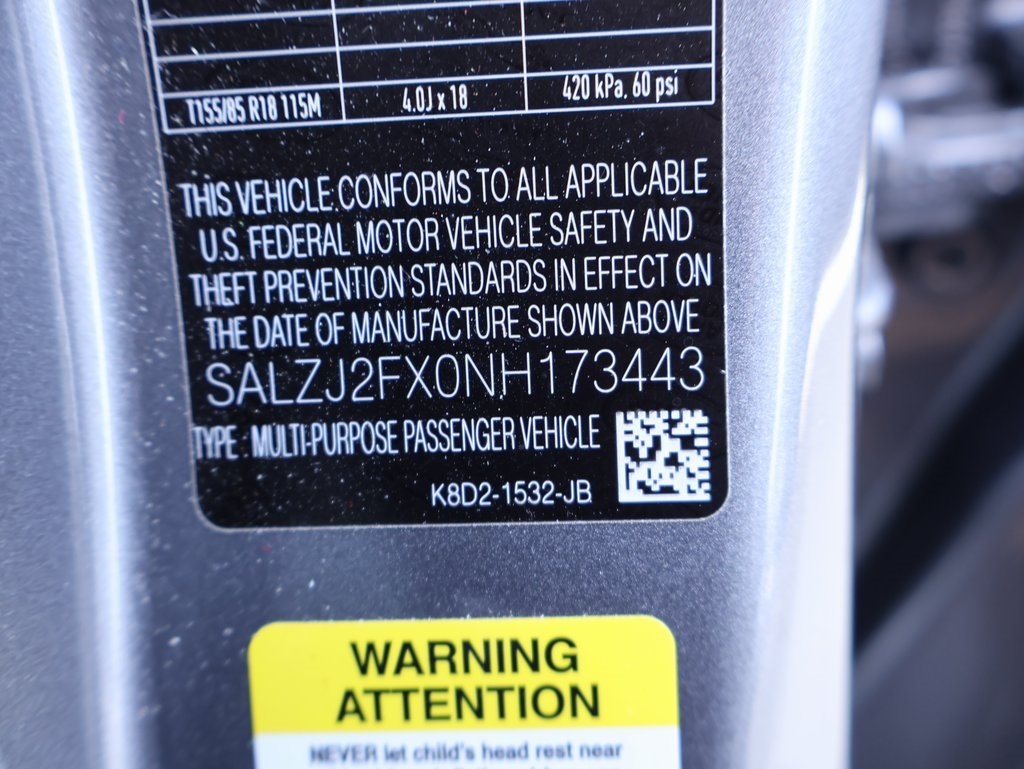 T155/85 R18 115M 4.0J x 18 420 kPa, 60 psi
THIS VEHICLE CONFORMS TO ALL APPLICABLE
U.S. FEDERAL MOTOR VEHICLE SAFETY AND
THEFT PREVENTION STANDARDS IN EFFECT ON
THE DATE OF MANUFACTURE SHOWN ABOVE
SALZJ2FX0NH173443
TYPE : MULTI-PURPOSE PASSENGER VEHICLE
K8D2-1532-JB
WARNING
ATTENTION
NEVER let child's head rest near